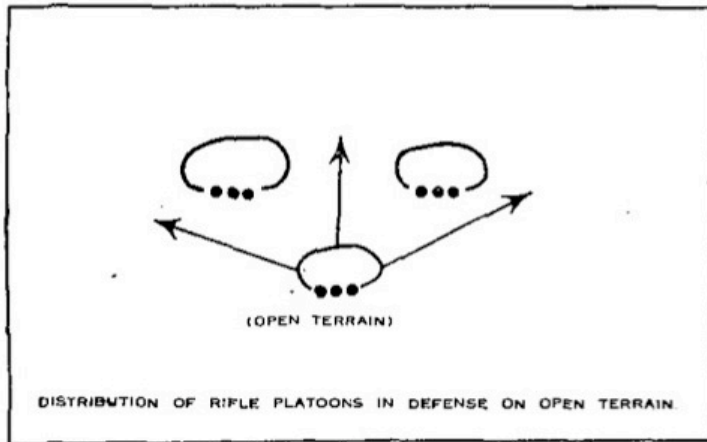 (OPEN TERRAIN)
DISTRIBUTION OF RIFLE PLATOONS IN DEFENSE ON OPEN TERRAIN.